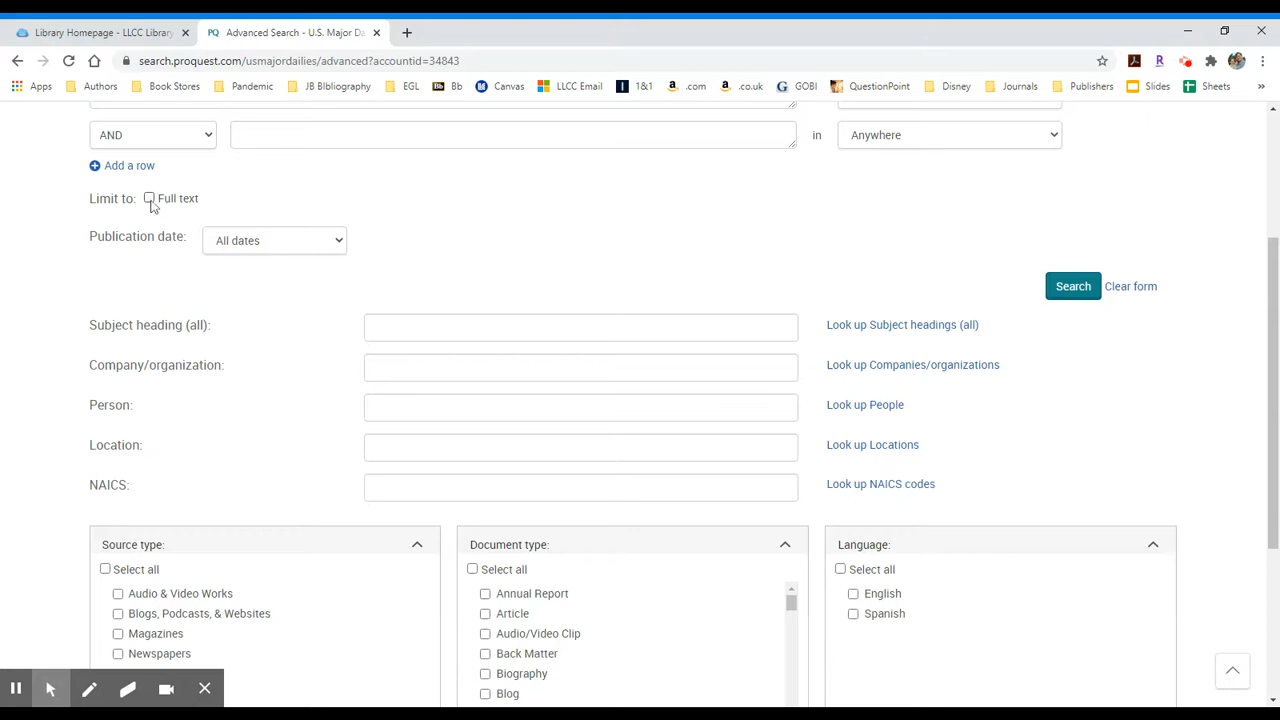 Library Homepage - LLCC Library
PQ Advanced Search - U.S. Major Da
search.proquest.com/usmajordailies/advanced?accountid=34843
Apps Authors Book Stores Pandemic JB BIbliography EGL Bb Canvas LLCC Email 1&1 .com .co.uk GOBI QuestionPoint Disney Journals Publishers Slides Sheets »
AND in Anywhere
Add a row
Limit to: Full text
Publication date: All dates
Search Clear form
Subject heading (all): Look up Subject headings (all)
Company/organization: Look up Companies/organizations
Person: Look up People
Location: Look up Locations
NAICS: Look up NAICS codes
Source type: Document type: Language:
Select all Select all Select all
Audio & Video Works Annual Report English
Blogs, Podcasts, & Websites Article Spanish
Magazines Audio/Video Clip
Newspapers Back Matter
Biography
Blog